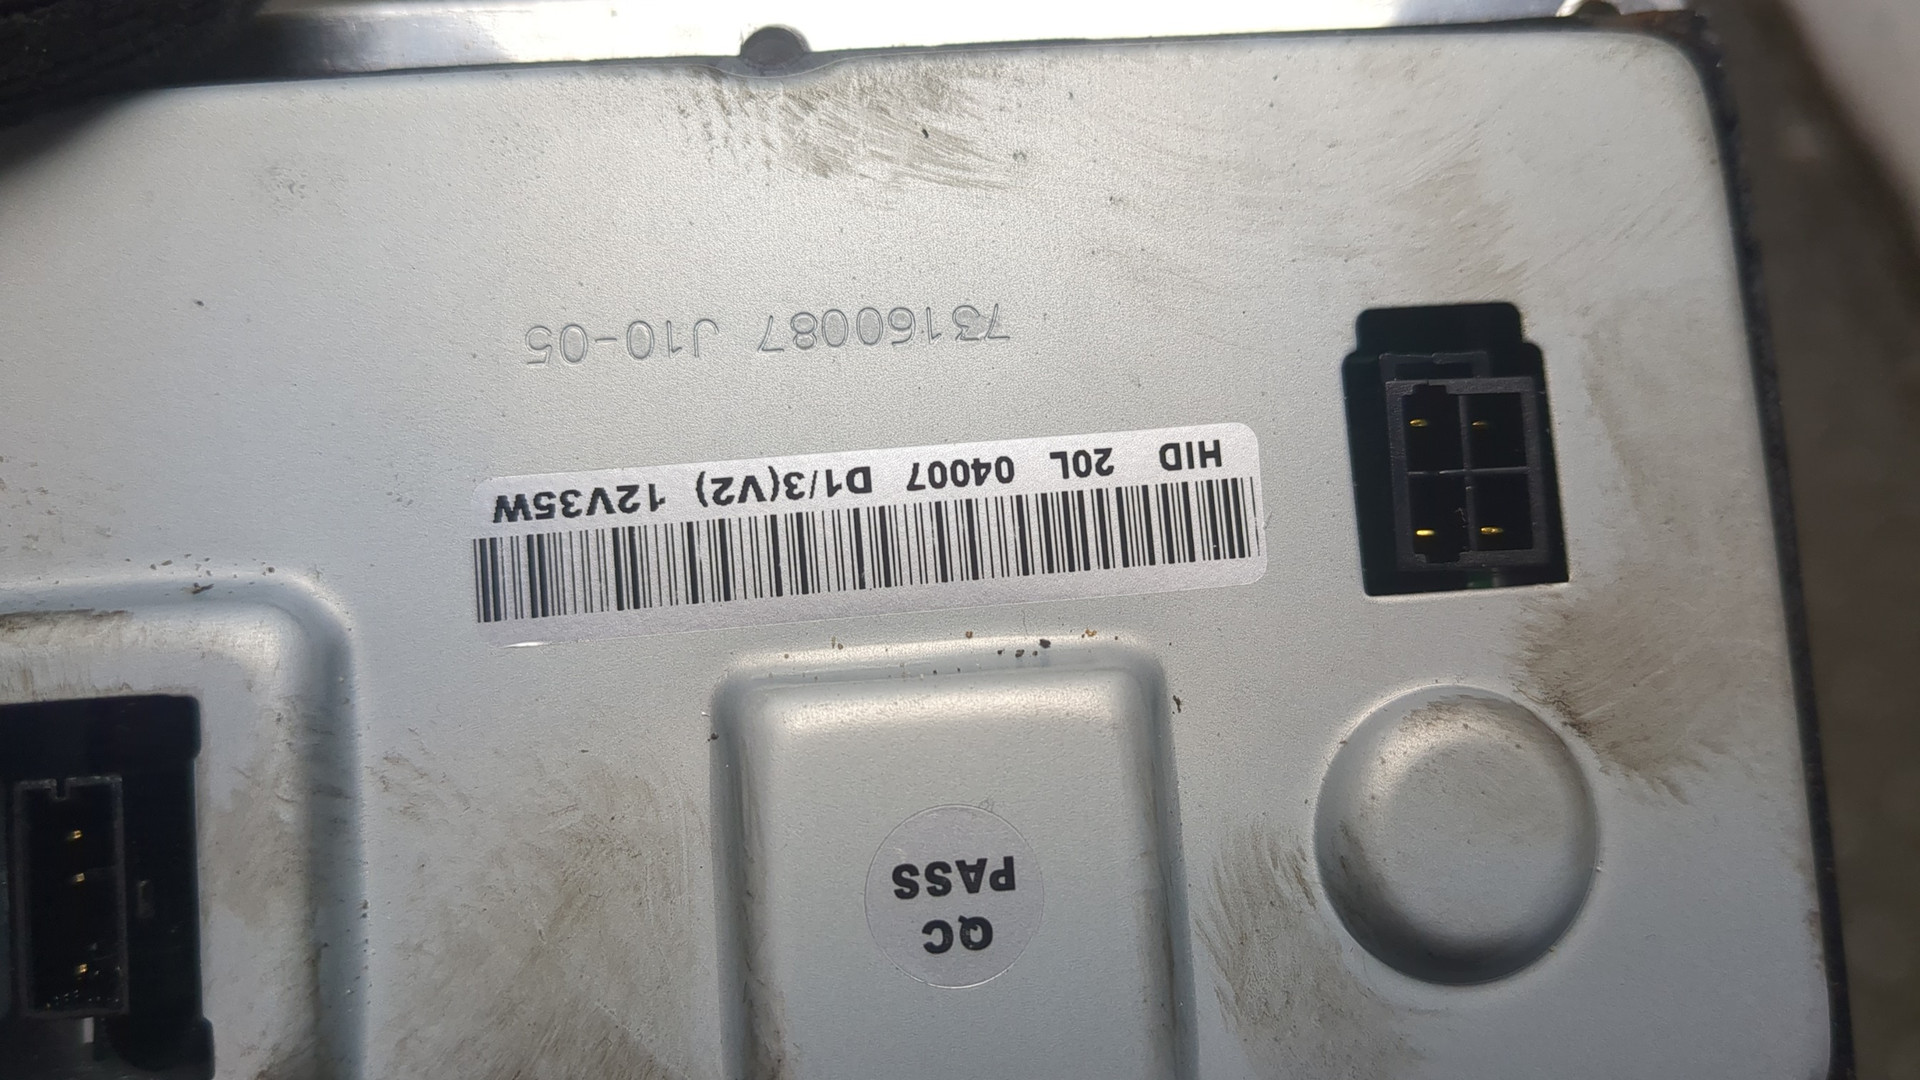 QC
PASS
HID 20L 04007 D1/3(V2) 12V35W
73160087 J10-05